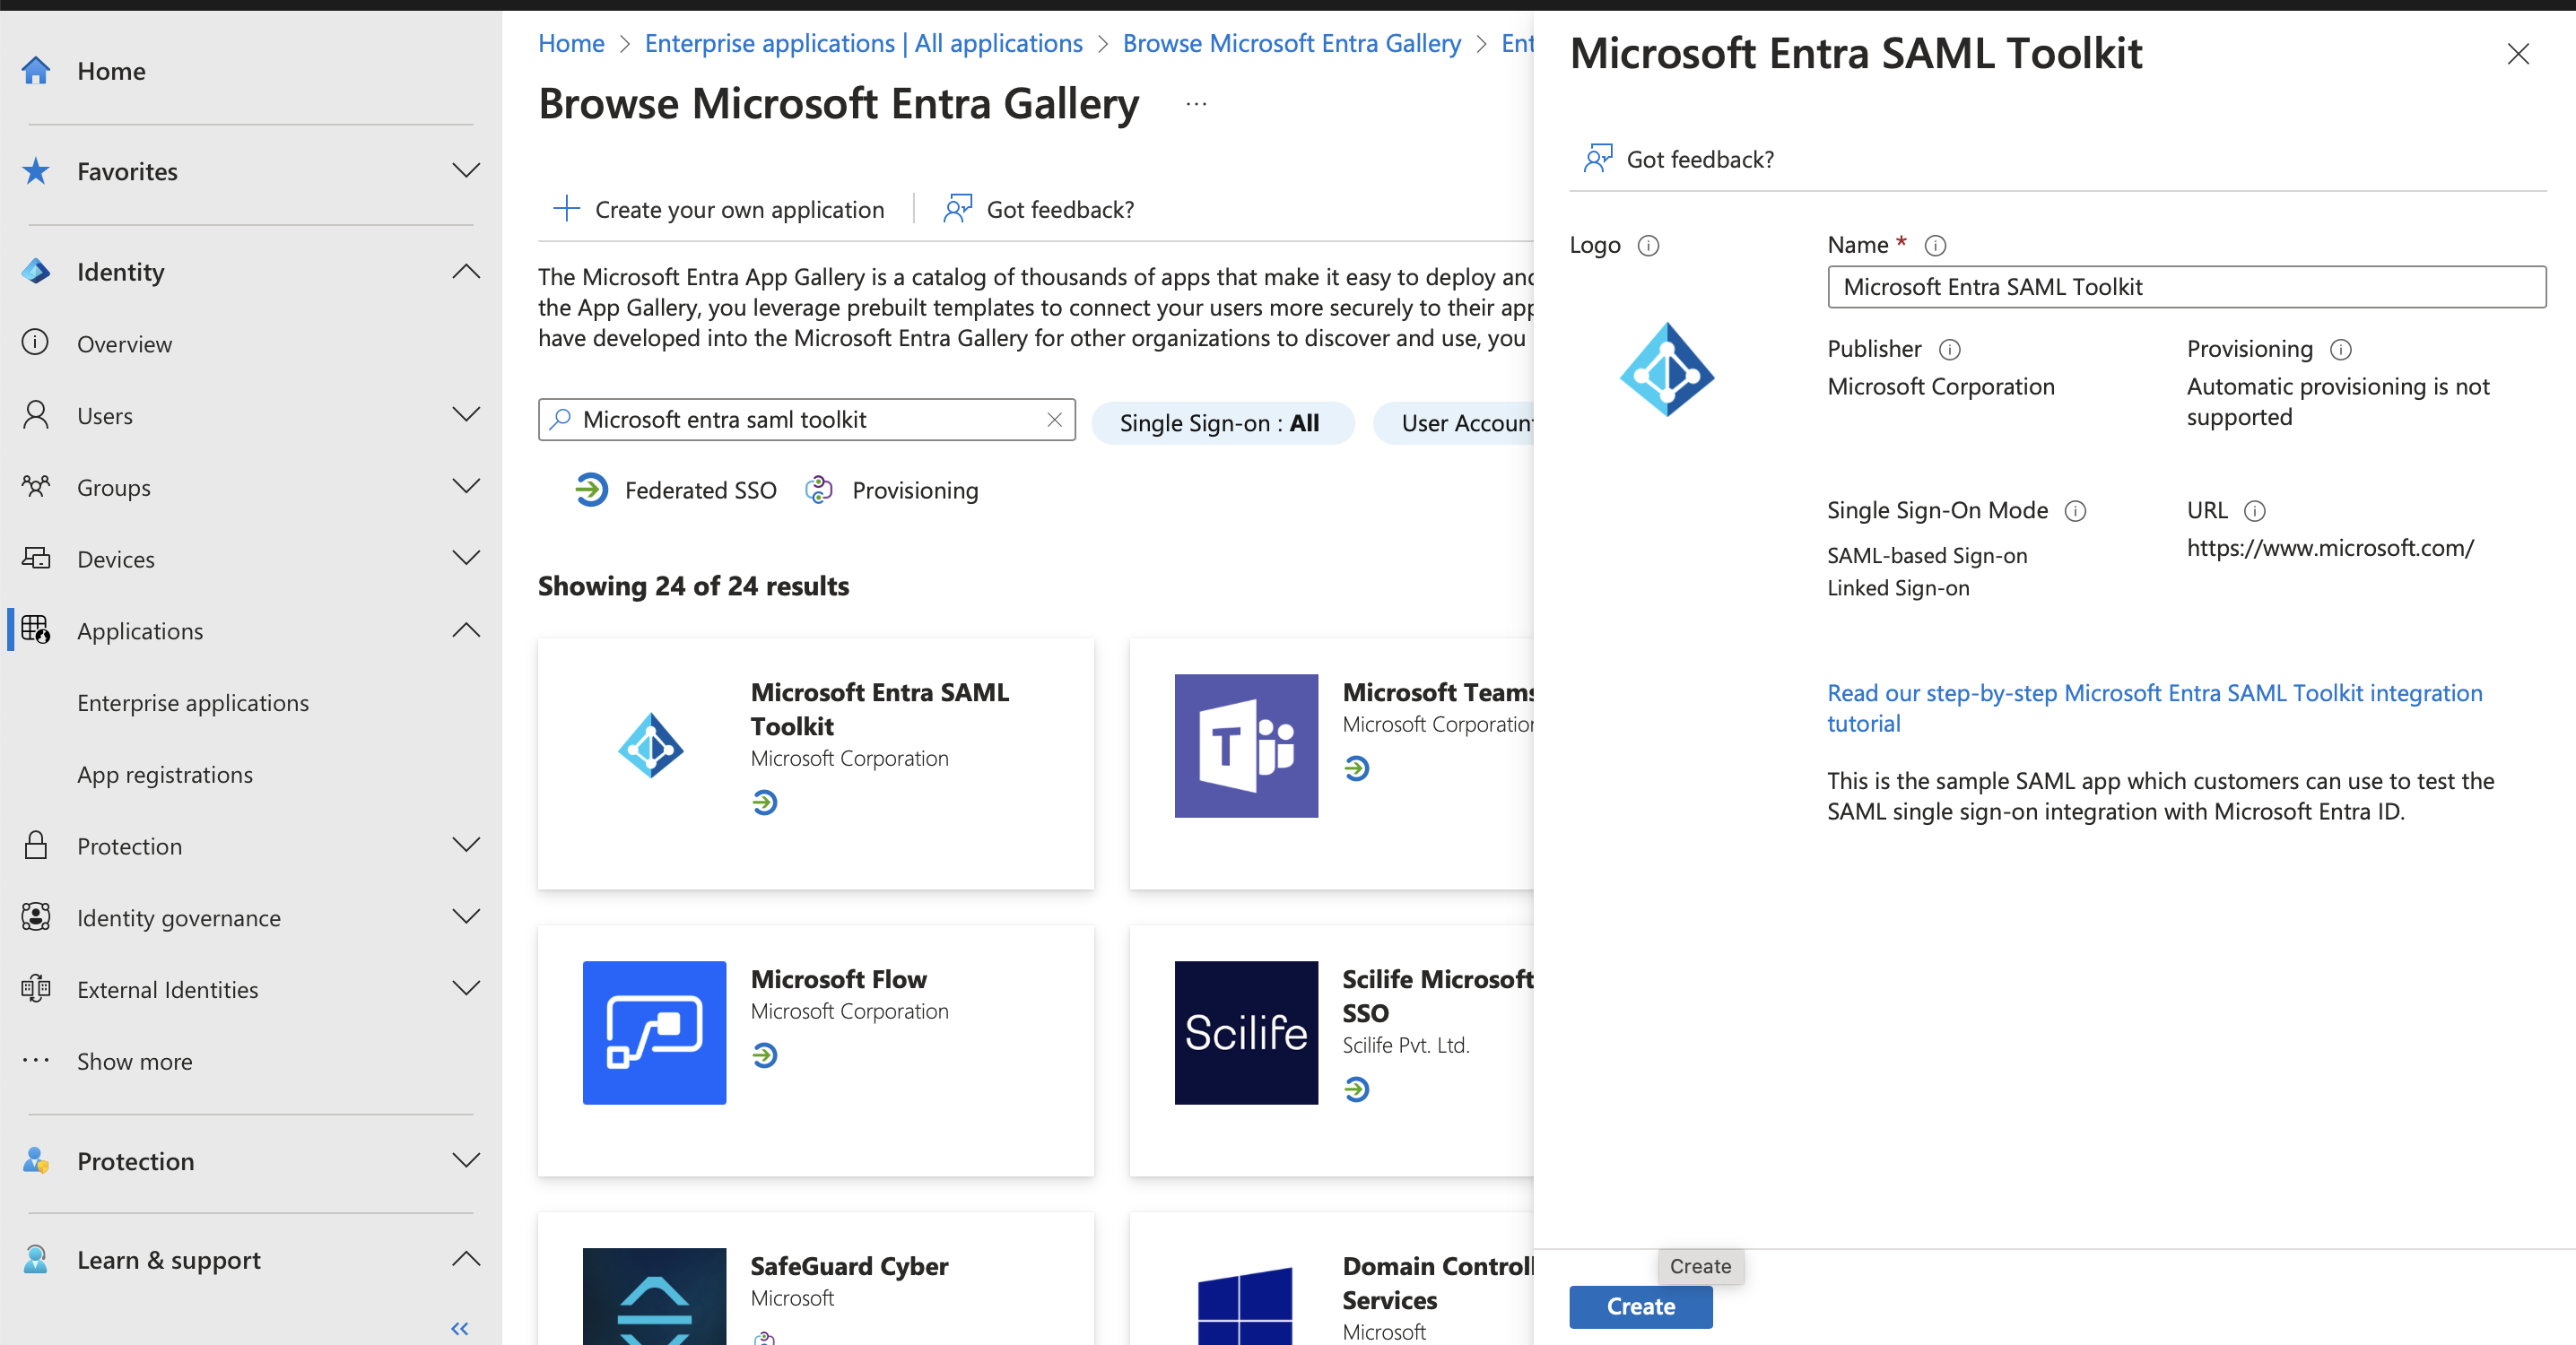 Home
Favorites
Identity
Overview
Users
Groups
Devices
Applications
Enterprise applications
App registrations
Protection
Identity governance
External Identities
Show more
Protection
Learn & support
Home > Enterprise applications | All applications > Browse Microsoft Entra Gallery > Ent
Browse Microsoft Entra Gallery
Create your own application
Got feedback?
The Microsoft Entra App Gallery is a catalog of thousands of apps that make it easy to deploy and
the App Gallery, you leverage prebuilt templates to connect your users more securely to their app
have developed into the Microsoft Entra Gallery for other organizations to discover and use, you
Microsoft entra saml toolkit
Single Sign-on : All
User Account
Federated SSO
Provisioning
Showing 24 of 24 results
Microsoft Entra SAML
Toolkit
Microsoft Corporation
Microsoft Teams
Microsoft Corporation
Microsoft Flow
Microsoft Corporation
Scilife
Scilife Microsoft
SSO
Scilife Pvt. Ltd.
SafeGuard Cyber
Microsoft
Domain Controll
Services
Microsoft
Microsoft Entra SAML Toolkit
Got feedback?
Logo
Name *
Microsoft Entra SAML Toolkit
Publisher
Microsoft Corporation
Provisioning
Automatic provisioning is not
supported
Single Sign-On Mode
SAML-based Sign-on
Linked Sign-on
URL
https://www.microsoft.com/
Read our step-by-step Microsoft Entra SAML Toolkit integration
tutorial
This is the sample SAML app which customers can use to test the
SAML single sign-on integration with Microsoft Entra ID.
Create
Create